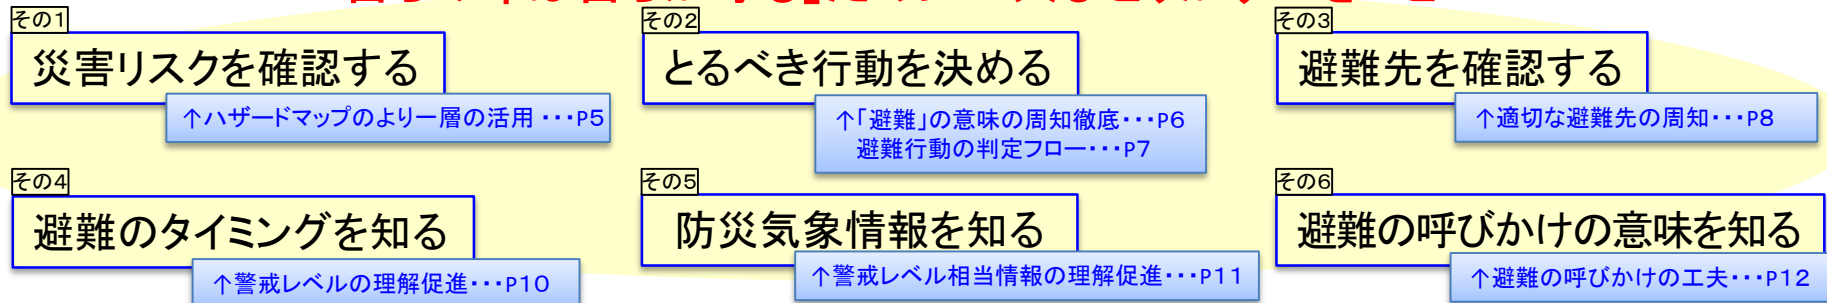 その1
災害リスクを確認する
↑ハザードマップのより一層の活用・・・P5
その2
とるべき行動を決める
↑「避難」の意味の周知徹底・・・P6
避難行動の判定フロー・・・P7
その3
避難先を確認する
↑適切な避難先の周知・・・P8
その4
避難のタイミングを知る
↑警戒レベルの理解促進・・・P10
その5
防災気象情報を知る
↑警戒レベル相当情報の理解促進・・・P11
その6
避難の呼びかけの意味を知る
↑避難の呼びかけの工夫・・・P12